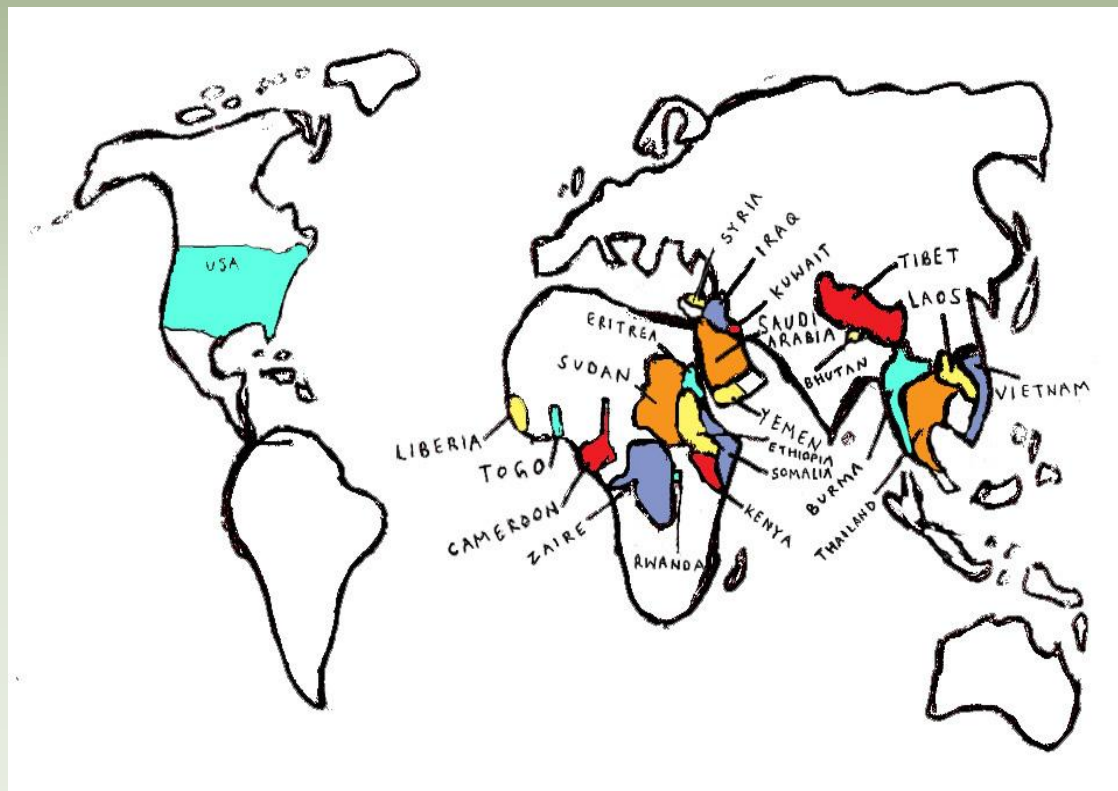 USA
SYRIA
IRAQ
KUWAIT
TIBET
LAOS
ERITREA
SAUDI
ARABIA
SUDAN
BHUTAN
VIETNAM
LIBERIA
TOGO
YEMEN
ETHIOPIA
SOMALIA
BURMA
CAMEROON
ZAIRE
KENYA
THAILAND
RWANDA